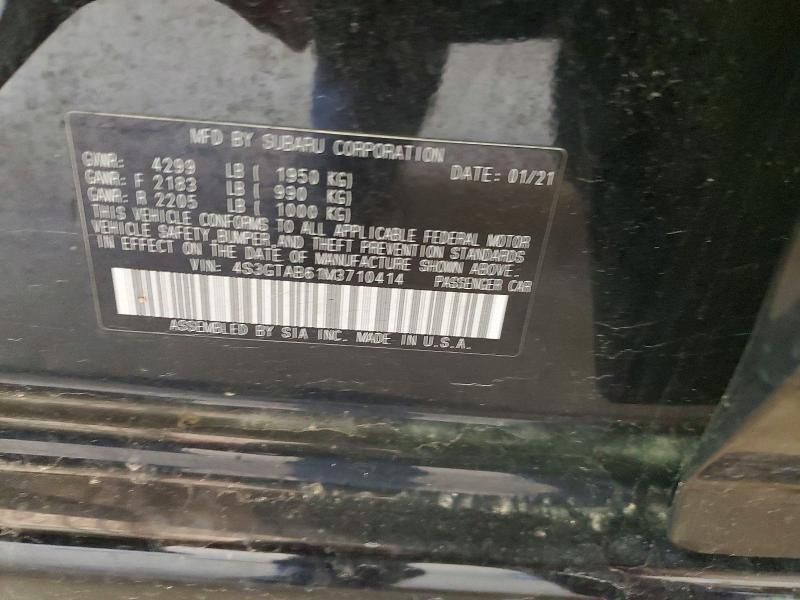 MFD BY SUBARU CORPORATION
GVWR: 4299 LB ( 1950 KG) DATE: 01/21
GAWR: F 2183 LB ( 990 KG)
GAWR: R 2205 LB ( 1000 KG)
THIS VEHICLE CONFORMS TO ALL APPLICABLE FEDERAL MOTOR
VEHICLE SAFETY, BUMPER, AND THEFT PREVENTION STANDARDS
IN EFFECT ON THE DATE OF MANUFACTURE SHOWN ABOVE.
VIN: 4S3GTAB61M3710414 PASSENGER CAR
ASSEMBLED BY SIA INC. MADE IN U.S.A.